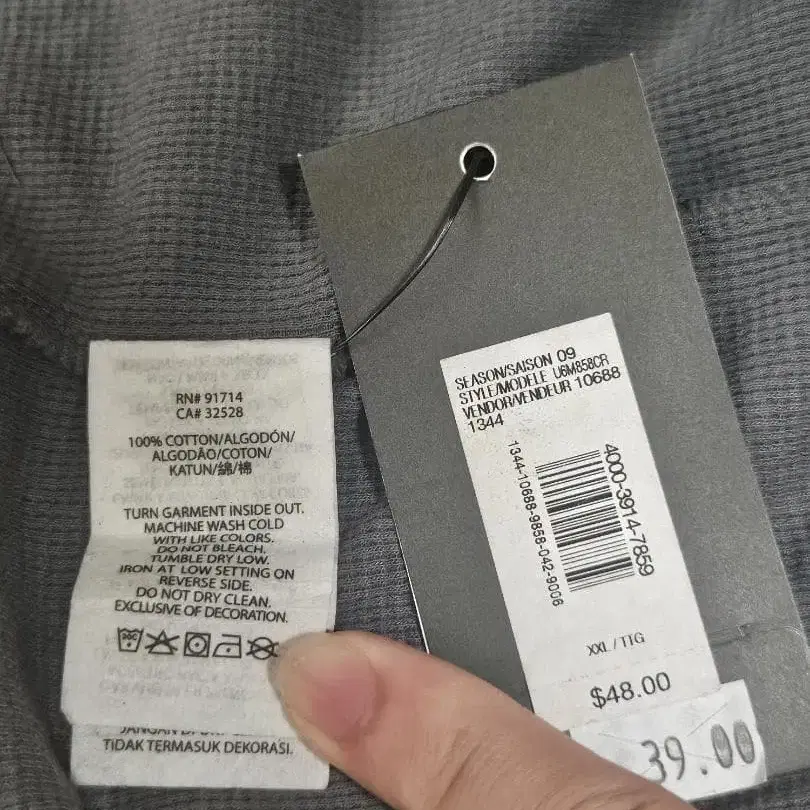 RN# 91714
CA# 32528
100% COTTON/ALGODÓN/
ALGODÃO/COTON/
KATUN/綿/棉
TURN GARMENT INSIDE OUT.
MACHINE WASH COLD
WITH LIKE COLORS.
DO NOT BLEACH.
TUMBLE DRY LOW.
IRON AT LOW SETTING ON
REVERSE SIDE.
DO NOT DRY CLEAN.
EXCLUSIVE OF DECORATION.
TIDAK TERMASUK DEKORASI.
SEASON/SAISON 09
STYLE/MODELE U6M858CR
VENDOR/VENDEUR 10688
1344
4000-3914-7859
1344-10688-9858-042-9006
XXL / TTG
$48.00
39.00